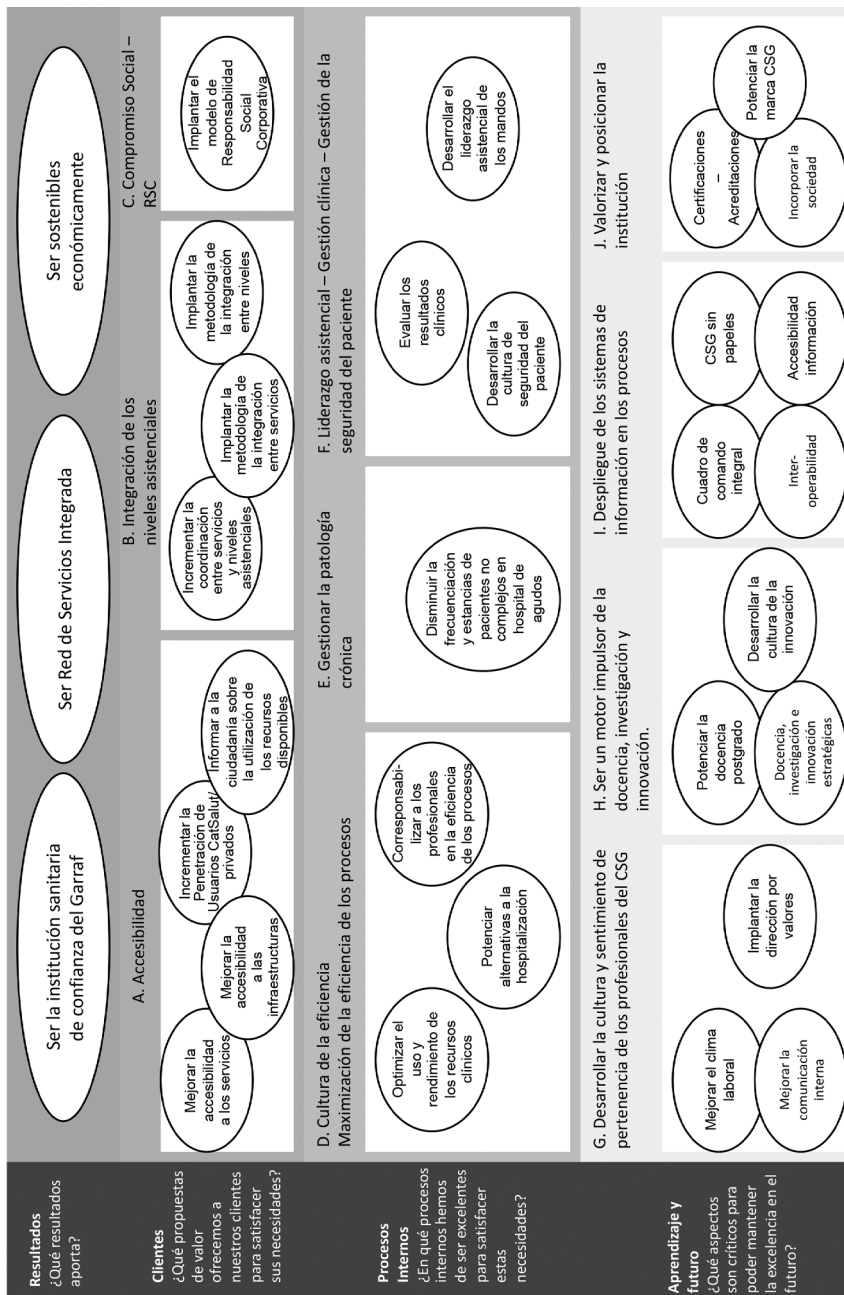 Resultados
¿Qué resultados
aporta?
Ser la institución sanitaria
de confianza del Garraf
Ser Red de Servicios Integrada
Ser sostenibles
económicamente
Clientes
¿Qué propuestas
de valor
ofrecemos a
nuestros clientes
para satisfacer
sus necesidades?
A. Accesibilidad
Mejorar la
accesibilidad
a los servicios
Mejorar la
accesibilidad
a las
infraestructuras
Incrementar la
Penetración de
Usuarios CatSalut/
privados
Informar a la
ciudadanía sobre
la utilización de
los recursos
disponibles
B. Integración de los
niveles asistenciales
Incrementar la
coordinación
entre servicios
y niveles
asistenciales
Implantar la
metodología de
la integración
entre servicios
Implantar la
metodología de
la integración
entre niveles
C. Compromiso Social –
RSC
Implantar el
modelo de
Responsabilidad
Social
Corporativa
Procesos
Internos
¿En qué procesos
internos hemos
de ser excelentes
para satisfacer
estas
necesidades?
D. Cultura de la eficiencia
Maximización de la eficiencia de los procesos
Optimizar el
uso y
rendimiento de
los recursos
clínicos
Potenciar
alternativas a la
hospitalización
Corresponsabi-
lizar a los
profesionales
en la eficiencia
de los procesos
E. Gestionar la patología
crónica
Disminuir la
frecuenciación
y estancias de
pacientes no
complejos en
hospital de
agudos
F. Liderazgo asistencial – Gestión clínica – Gestión de la
seguridad del paciente
Evaluar los
resultados
clínicos
Desarrollar la
cultura de
seguridad del
paciente
Desarrollar el
liderazgo
asistencial de
los mandos
Aprendizaje y
futuro
¿Qué aspectos
son críticos para
poder mantener
la excelencia en el
futuro?
G. Desarrollar la cultura y sentimiento de
pertenencia de los profesionales del CSG
Mejorar el clima
laboral
Mejorar la
comunicación
interna
Implantar la
dirección por
valores
H. Ser un motor impulsor de la
docencia, investigación y
innovación.
Potenciar la
docencia
postgrado
Docencia,
investigación e
innovación
estratégicas
Desarrollar la
cultura de la
innovación
I. Despliegue de los sistemas de
información en los procesos
Cuadro de
comando
integral
CSG sin
papeles
Inter-
operabilidad
Accesibilidad
información
J. Valorizar y posicionar la
institución
Certificaciones
–
Acreditaciones
Potenciar la
marca CSG
Incorporar la
sociedad